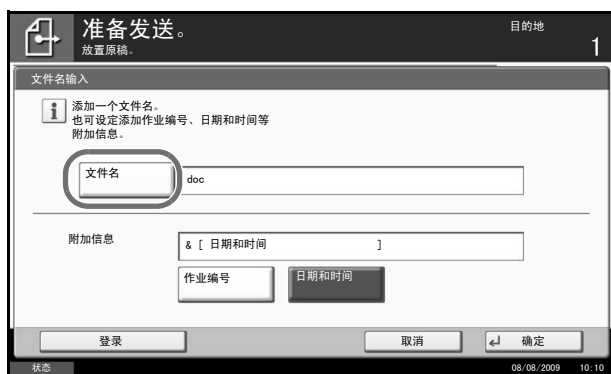 准备发送。
放置原稿。
目的地
1
文件名输入
添加一个文件名。
也可设定添加作业编号、日期和时间等
附加信息。
文件名
doc
附加信息
& [ 日期和时间 ]
作业编号
日期和时间
登录
取消
确定
状态
08/08/2009 10:10